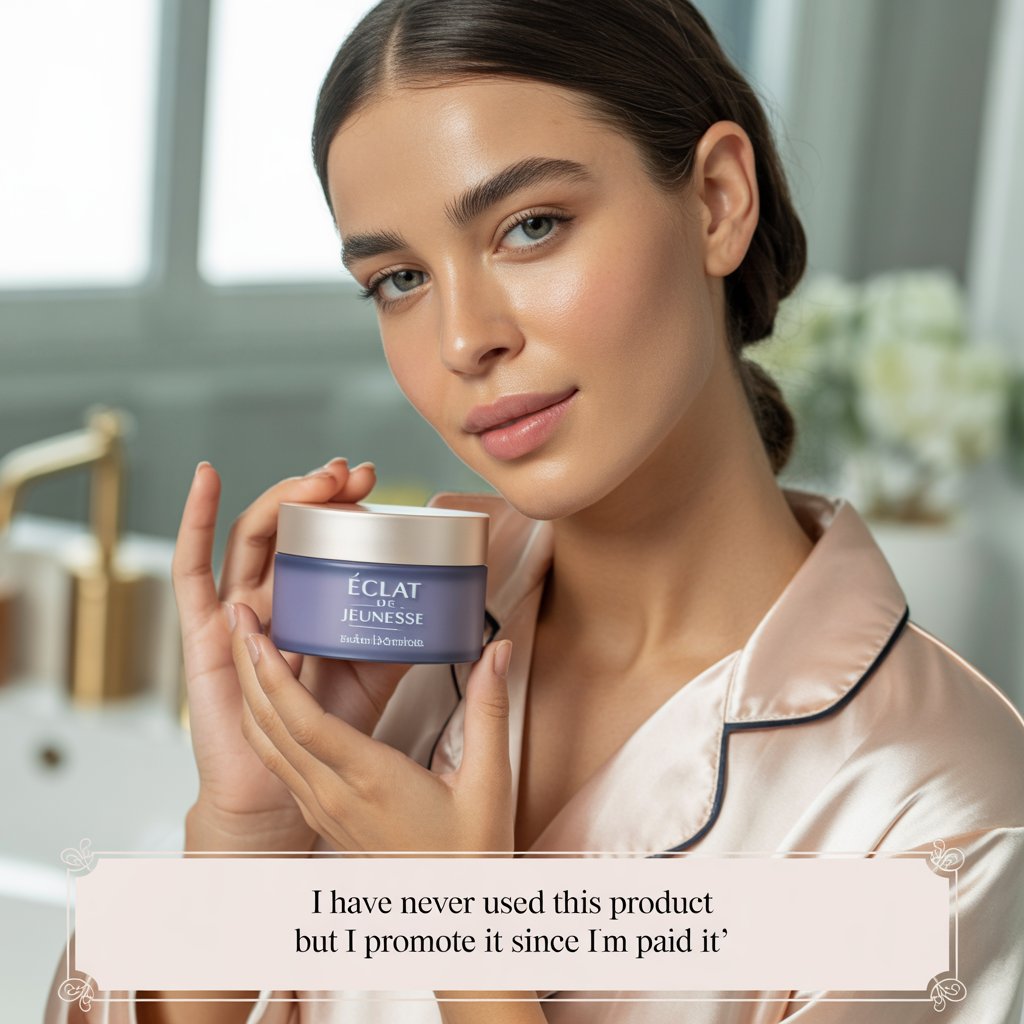 ÉCLAT
DE
JEUNESSE
I have never used this product
but I promote it since I'm paid it’